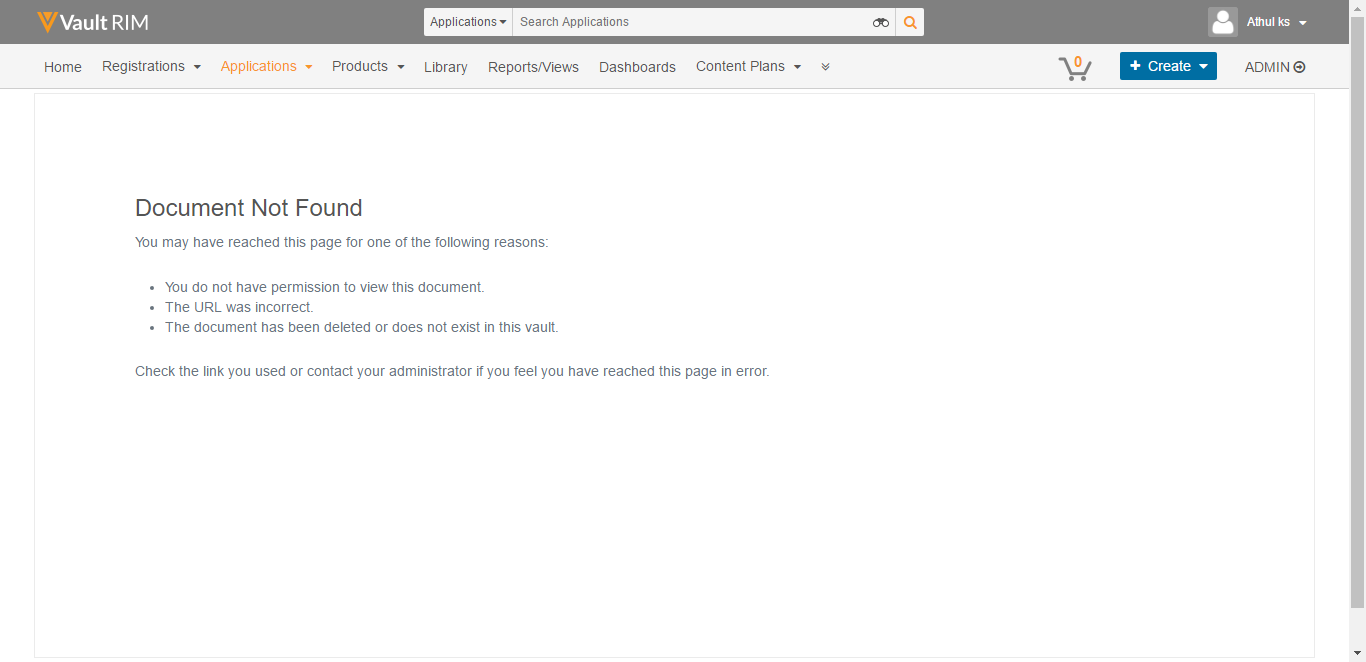 Vault RIM
Applications
Search Applications
Athul ks
Home
Registrations
Applications
Products
Library
Reports/Views
Dashboards
Content Plans
0
+ Create
ADMIN
Document Not Found
You may have reached this page for one of the following reasons:
• You do not have permission to view this document.
• The URL was incorrect.
• The document has been deleted or does not exist in this vault.
Check the link you used or contact your administrator if you feel you have reached this page in error.